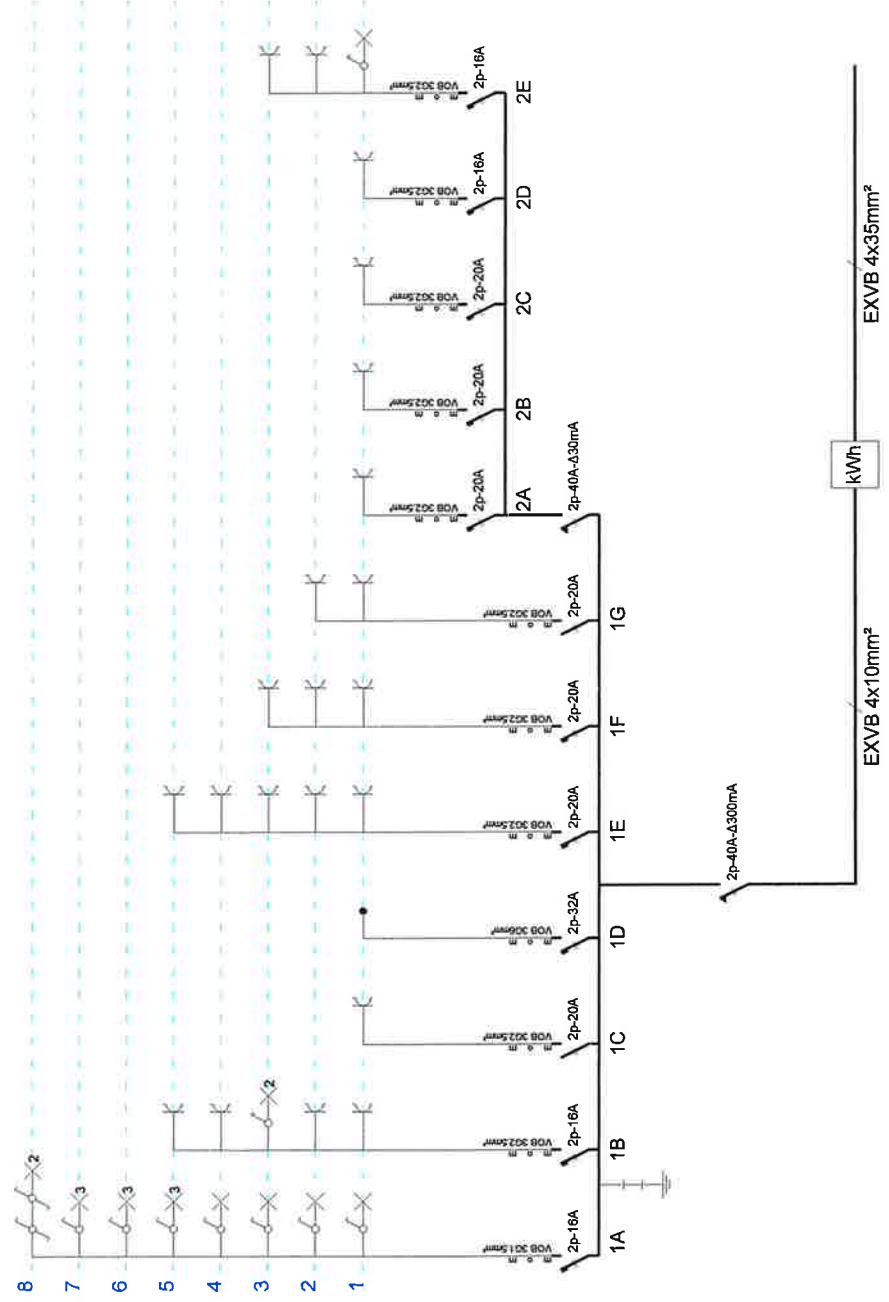 8
7
6
5
4
3
2
1
2
3
3
3
2
VOB 3G1.5mm²
2p-16A
1A
VOB 3G2.5mm²
2p-16A
1B
VOB 3G2.5mm²
2p-20A
1C
VOB 3G6mm²
2p-32A
1D
VOB 3G2.5mm²
2p-20A
1E
VOB 3G2.5mm²
2p-20A
1F
VOB 3G2.5mm²
2p-20A
1G
VOB 3G2.5mm²
2p-20A
2A
VOB 3G2.5mm²
2p-20A
2B
VOB 3G2.5mm²
2p-20A
2C
VOB 3G2.5mm²
2p-16A
2D
VOB 3G2.5mm²
2p-16A
2E
2p-40A-Δ30mA
2p-40A-Δ300mA
EXVB 4x10mm²
kWh
EXVB 4x35mm²